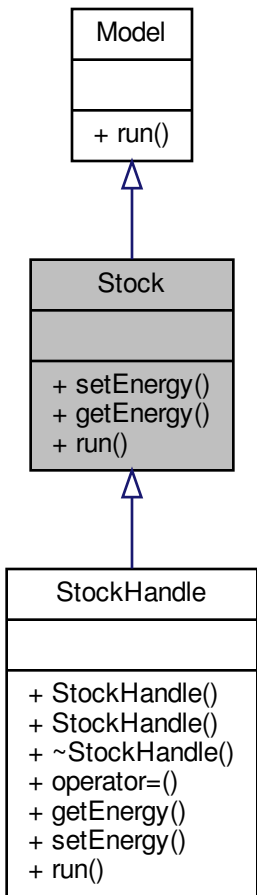 Model
+ run()
Stock
+ setEnergy()
+ getEnergy()
+ run()
StockHandle
+ StockHandle()
+ StockHandle()
+ ~StockHandle()
+ operator=()
+ getEnergy()
+ setEnergy()
+ run()